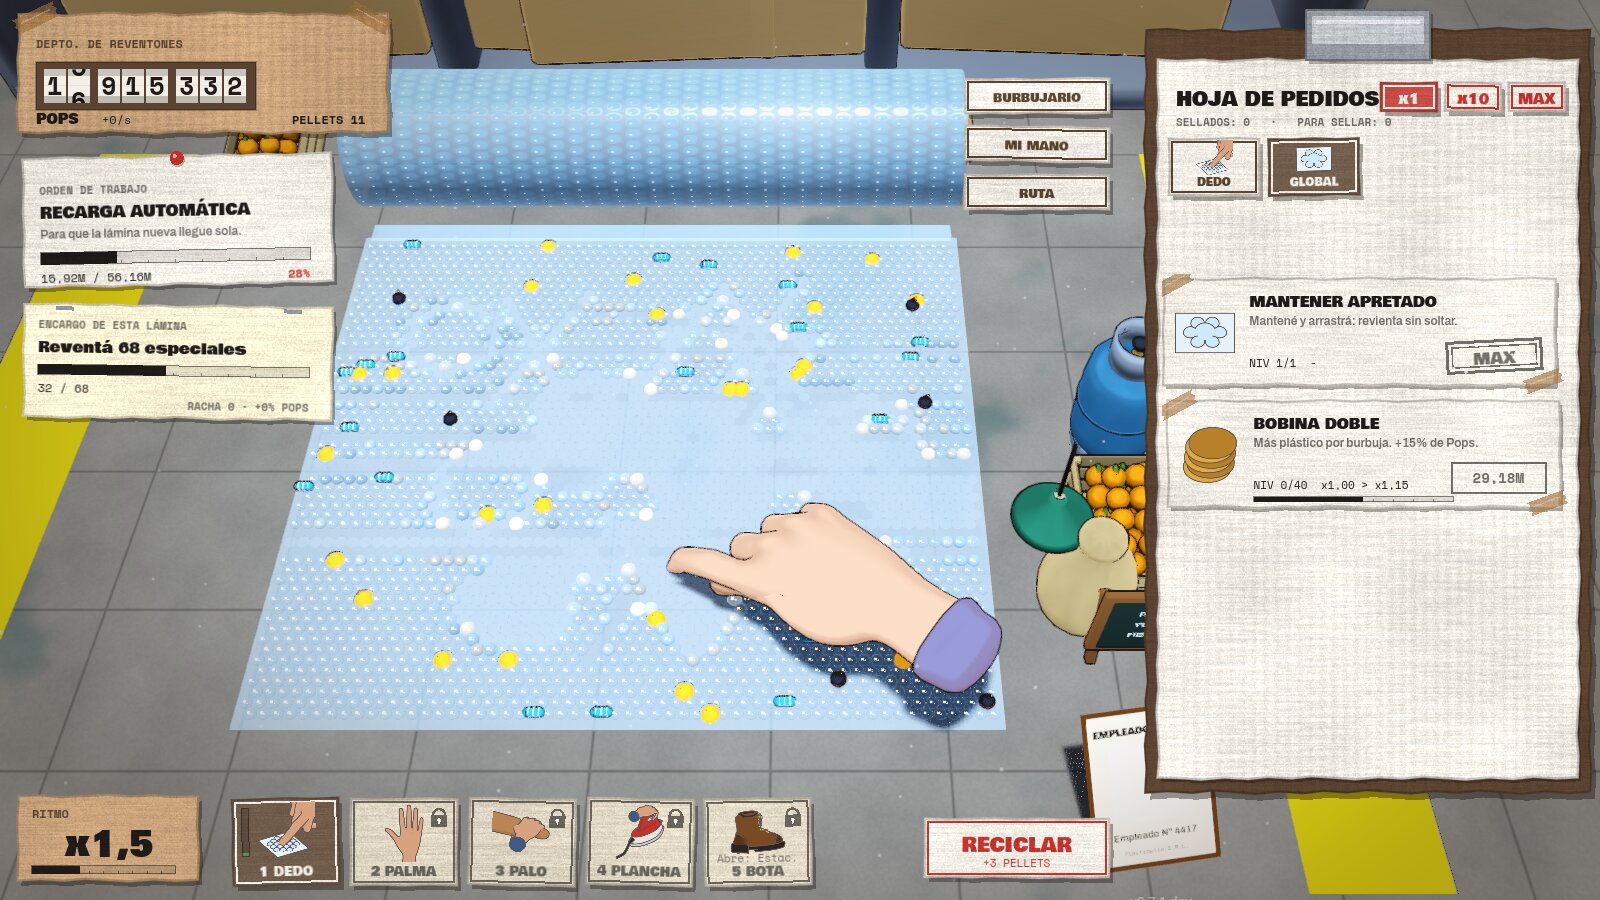 DEPTO. DE REVENTONES
915 332
POPS +0/s PELLETS 11
ORDEN DE TRABAJO
RECARGA AUTOMÁTICA
Para que la lámina nueva llegue sola.
15,92M / 56,16M 28%
ENCARGO DE ESTA LÁMINA
Reventá 68 especiales
32 / 68
RACHA 0 · +0% POPS
BURBUJARIO
MI MANO
RUTA
HOJA DE PEDIDOS x1 x10 MAX
SELLADOS: 0 · PARA SELLAR: 0
DEDO GLOBAL
MANTENER APRETADO
Mantené y arrastrá: revienta sin soltar.
NIV 1/1 - MAX
BOBINA DOBLE
Más plástico por burbuja. +15% de Pops.
NIV 0/40 x1,00 > x1,15 29,18M
EMPLEADO
Empleado N° 4417
RITMO
x1,5
1 DEDO
2 PALMA
3 PALO
4 PLANCHA
Abre: Estac.
5 BOTA
RECICLAR
+3 PELLETS